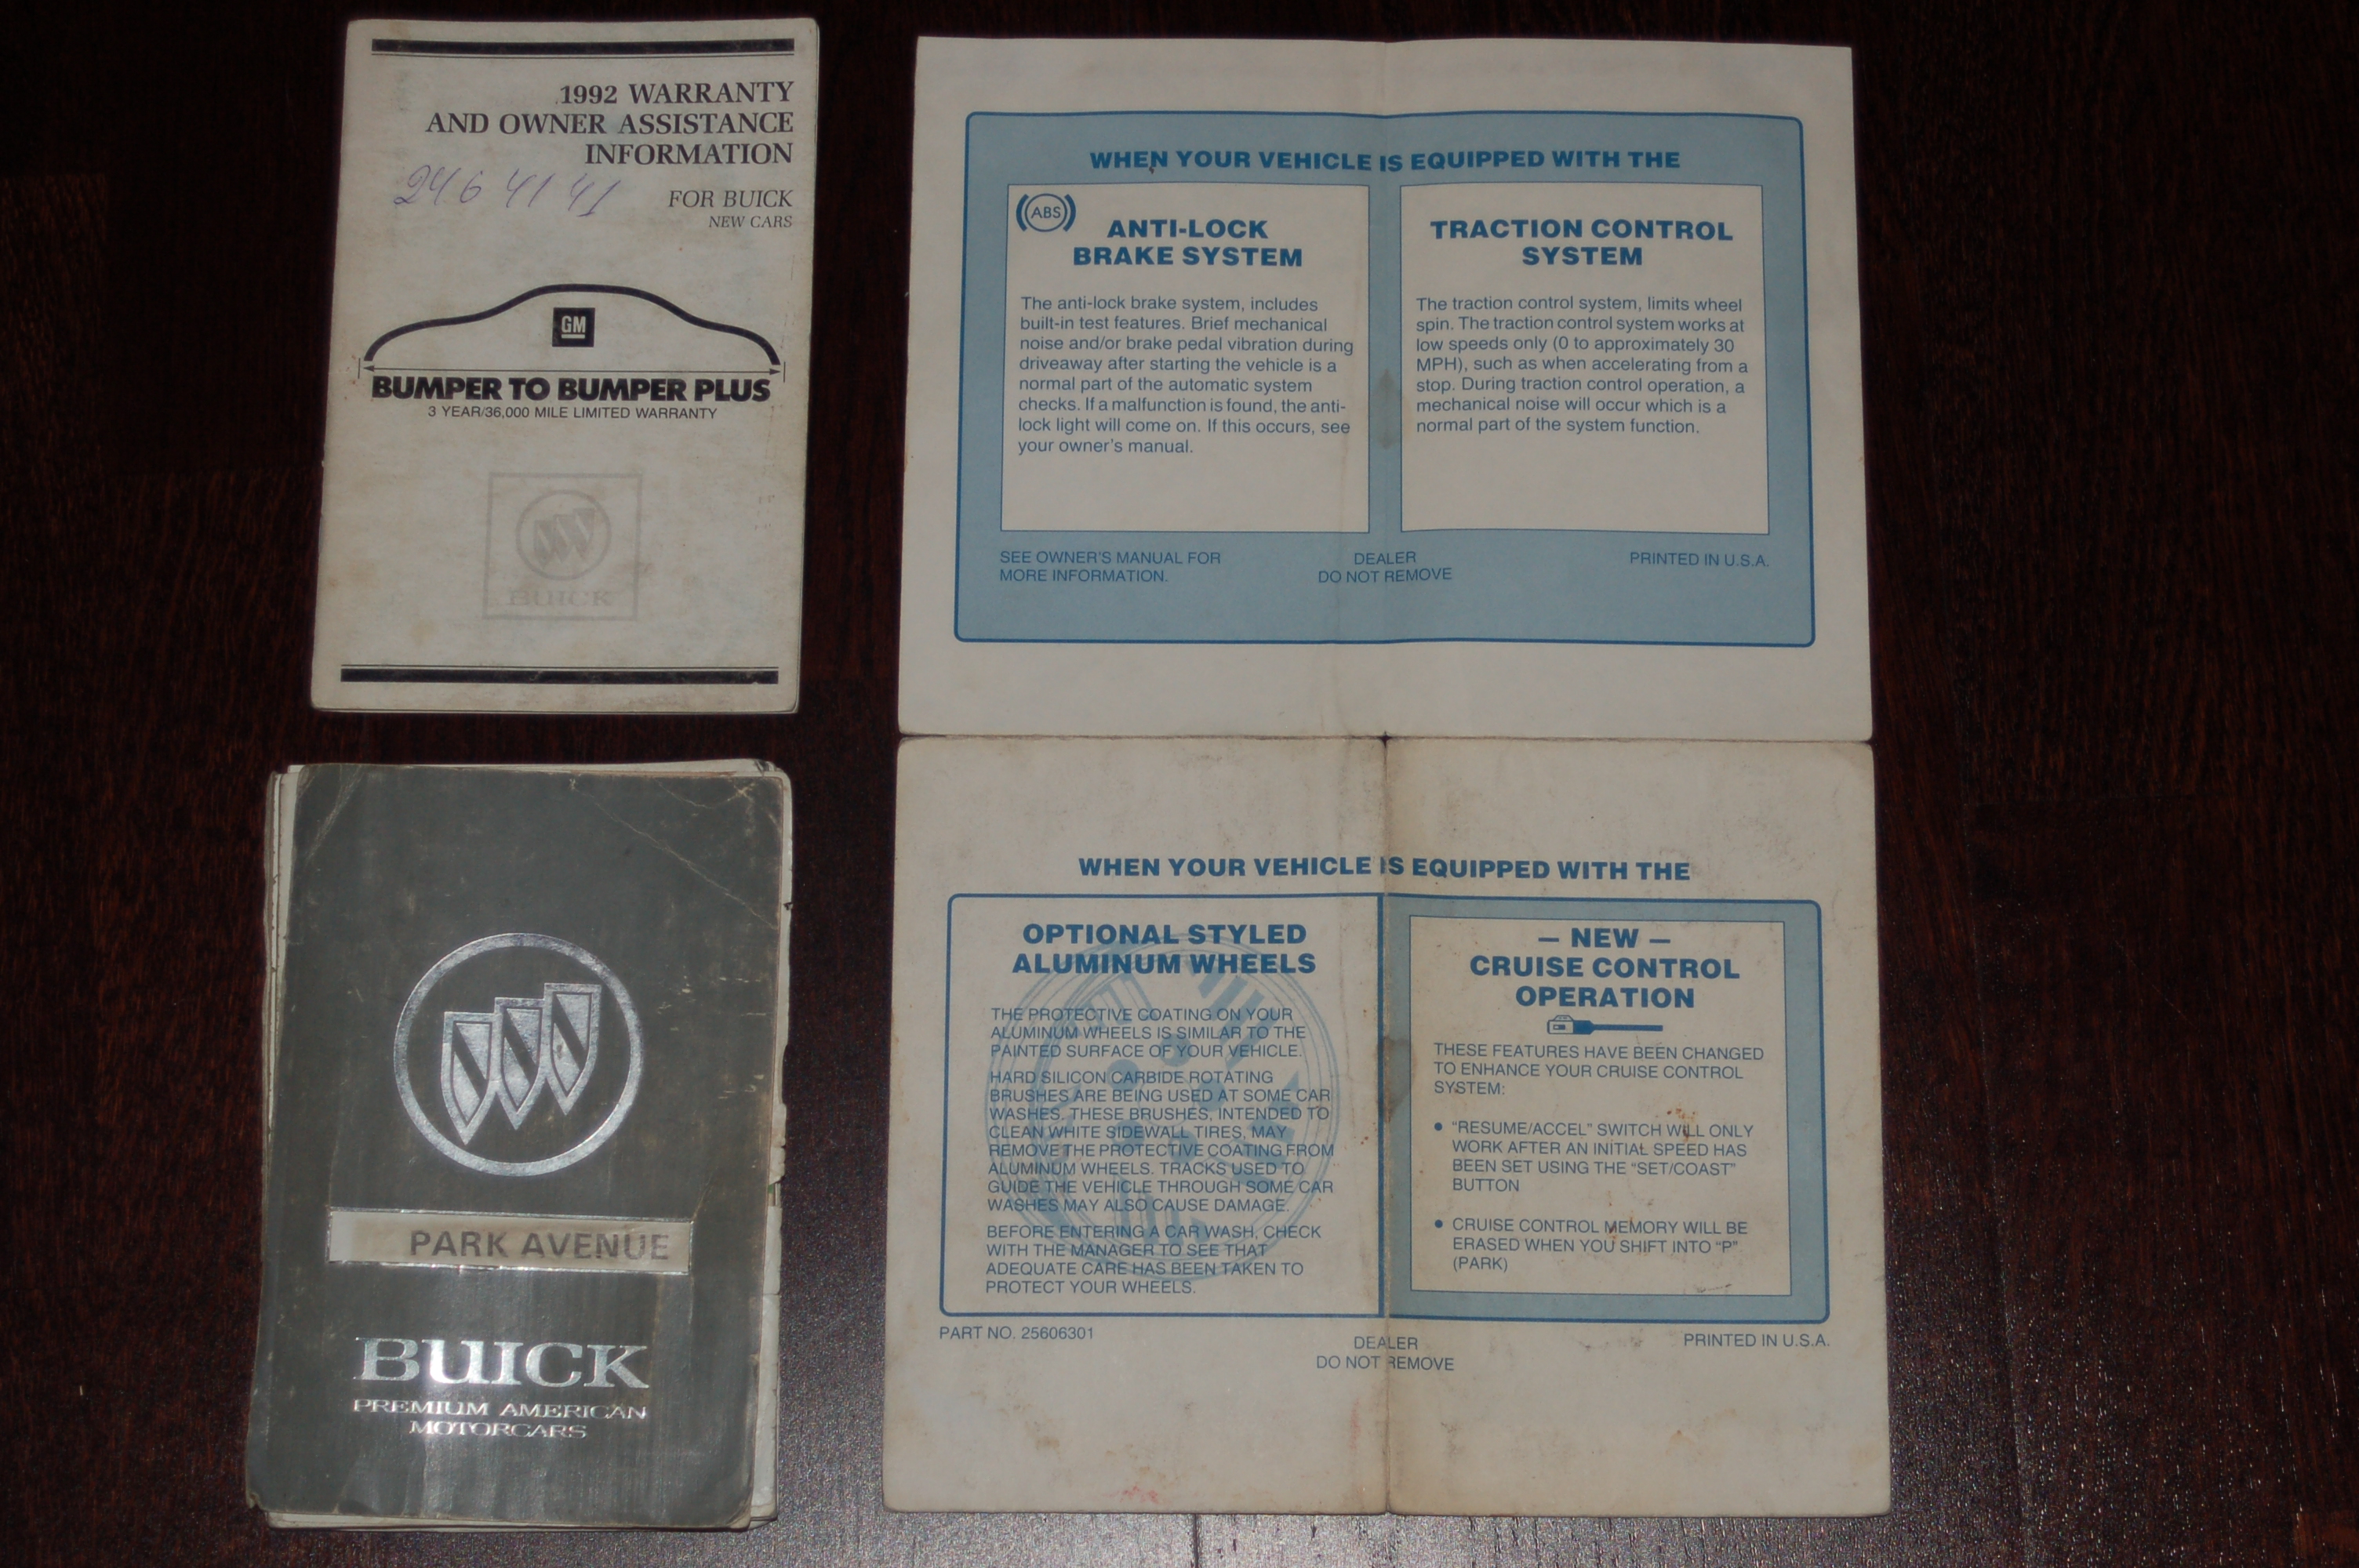 1992 WARRANTY
AND OWNER ASSISTANCE
INFORMATION
2464141
FOR BUICK
NEW CARS
GM
BUMPER TO BUMPER PLUS
3 YEAR/36,000 MILE LIMITED WARRANTY
BUICK
PARK AVENUE
BUICK
PREMIUM AMERICAN
MOTORCARS
WHEN YOUR VEHICLE IS EQUIPPED WITH THE
ABS
ANTI-LOCK
BRAKE SYSTEM
The anti-lock brake system, includes
built-in test features. Brief mechanical
noise and/or brake pedal vibration during
driveaway after starting the vehicle is a
normal part of the automatic system
checks. If a malfunction is found, the anti-
lock light will come on. If this occurs, see
your owner's manual.
TRACTION CONTROL
SYSTEM
The traction control system, limits wheel
spin. The traction control system works at
low speeds only (0 to approximately 30
MPH), such as when accelerating from a
stop. During traction control operation, a
mechanical noise will occur which is a
normal part of the system function.
SEE OWNER'S MANUAL FOR
MORE INFORMATION.
DEALER
DO NOT REMOVE
PRINTED IN U.S.A.
WHEN YOUR VEHICLE IS EQUIPPED WITH THE
OPTIONAL STYLED
ALUMINUM WHEELS
THE PROTECTIVE COATING ON YOUR
ALUMINUM WHEELS IS SIMILAR TO THE
PAINTED SURFACE OF YOUR VEHICLE.
HARD SILICON CARBIDE ROTATING
BRUSHES ARE BEING USED AT SOME CAR
WASHES. THESE BRUSHES, INTENDED TO
CLEAN WHITE SIDEWALL TIRES, MAY
REMOVE THE PROTECTIVE COATING FROM
ALUMINUM WHEELS. TRACKS USED TO
GUIDE THE VEHICLE THROUGH SOME CAR
WASHES MAY ALSO CAUSE DAMAGE.
BEFORE ENTERING A CAR WASH, CHECK
WITH THE MANAGER TO SEE THAT
ADEQUATE CARE HAS BEEN TAKEN TO
PROTECT YOUR WHEELS.
— NEW —
CRUISE CONTROL
OPERATION
THESE FEATURES HAVE BEEN CHANGED
TO ENHANCE YOUR CRUISE CONTROL
SYSTEM:
• "RESUME/ACCEL" SWITCH WILL ONLY
WORK AFTER AN INITIAL SPEED HAS
BEEN SET USING THE "SET/COAST"
BUTTON
• CRUISE CONTROL MEMORY WILL BE
ERASED WHEN YOU SHIFT INTO "P"
(PARK)
PART NO. 25606301
DEALER
DO NOT REMOVE
PRINTED IN U.S.A.